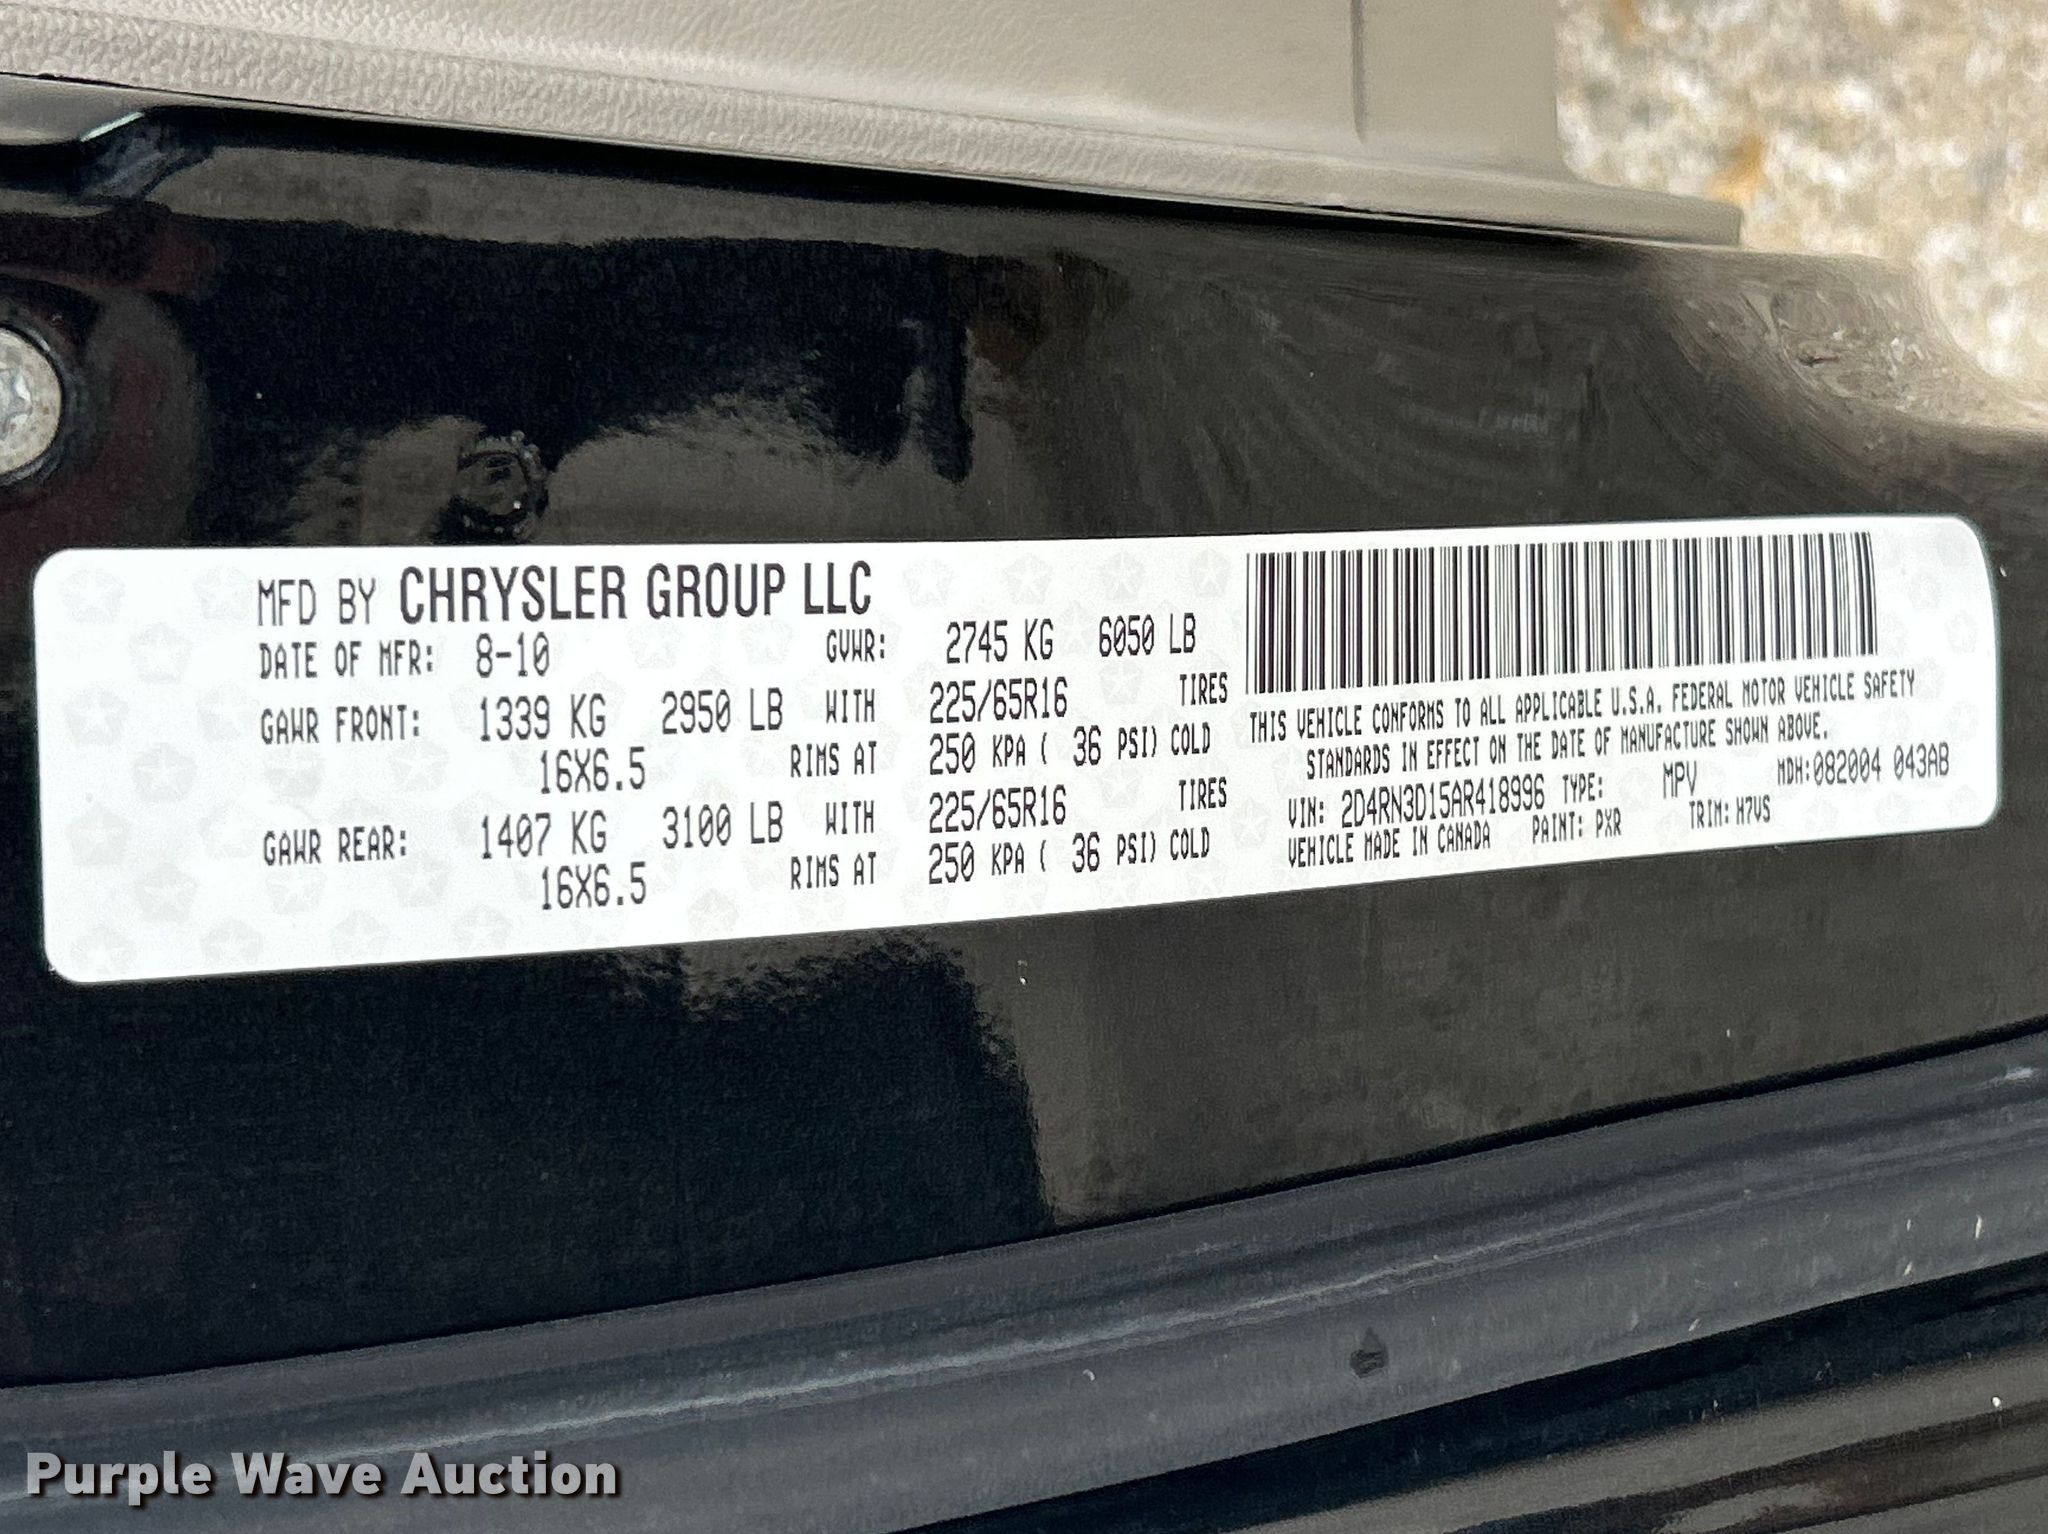 MFD BY CHRYSLER GROUP LLC
DATE OF MFR: 8-10 GVWR: 2745 KG 6050 LB
GAWR FRONT: 1339 KG 2950 LB WITH 225/65R16 TIRES
16X6.5 RIMS AT 250 KPA ( 36 PSI) COLD
GAWR REAR: 1407 KG 3100 LB WITH 225/65R16 TIRES
16X6.5 RIMS AT 250 KPA ( 36 PSI) COLD
THIS VEHICLE CONFORMS TO ALL APPLICABLE U.S.A. FEDERAL MOTOR VEHICLE SAFETY
STANDARDS IN EFFECT ON THE DATE OF MANUFACTURE SHOWN ABOVE.
VIN: 2D4RN3D15AR418996 TYPE: MPV MDH:082004 043AB
VEHICLE MADE IN CANADA PAINT: PXR TRIM: H7VS
Purple Wave Auction